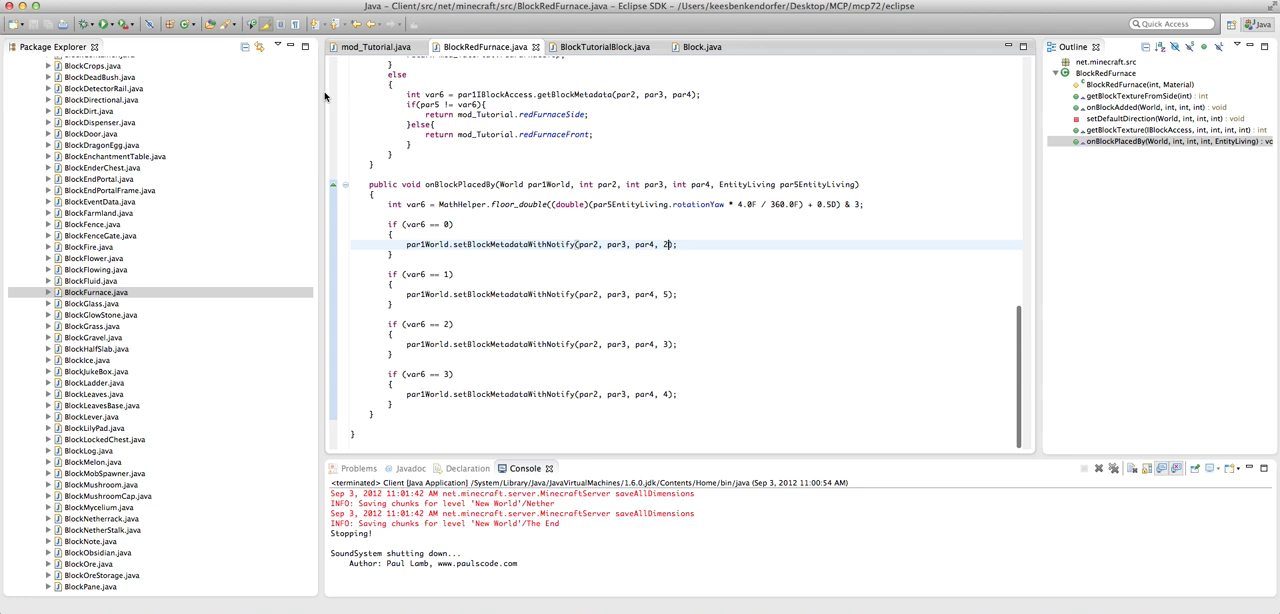 Java - Client/src/net/minecraft/src/BlockRedFurnace.java - Eclipse SDK - /Users/keesbenkendorfer/Desktop/MCP/mcp72/eclipse
Quick Access
Java
Package Explorer
BlockCrops.java
BlockDeadBush.java
BlockDetectorRail.java
BlockDirectional.java
BlockDirt.java
BlockDispenser.java
BlockDoor.java
BlockDragonEgg.java
BlockEnchantmentTable.java
BlockEnderChest.java
BlockEndPortal.java
BlockEndPortalFrame.java
BlockEventData.java
BlockFarmland.java
BlockFence.java
BlockFenceGate.java
BlockFire.java
BlockFlower.java
BlockFlowing.java
BlockFluid.java
BlockFurnace.java
BlockGlass.java
BlockGlowStone.java
BlockGrass.java
BlockGravel.java
BlockHalfSlab.java
BlockIce.java
BlockJukeBox.java
BlockLadder.java
BlockLeaves.java
BlockLeavesBase.java
BlockLever.java
BlockLilyPad.java
BlockLockedChest.java
BlockLog.java
BlockMelon.java
BlockMobSpawner.java
BlockMushroom.java
BlockMushroomCap.java
BlockMycelium.java
BlockNetherrack.java
BlockNetherStalk.java
BlockNote.java
BlockObsidian.java
BlockOre.java
BlockOreStorage.java
BlockPane.java
mod_Tutorial.java
BlockRedFurnace.java
BlockTutorialBlock.java
Block.java
}
else
{
int var6 = par1IBlockAccess.getBlockMetadata(par2, par3, par4);
if(par5 != var6){
return mod_Tutorial.redFurnaceSide;
}else{
return mod_Tutorial.redFurnaceFront;
}
}
}
public void onBlockPlacedBy(World par1World, int par2, int par3, int par4, EntityLiving par5EntityLiving)
{
int var6 = MathHelper.floor_double((double)(par5EntityLiving.rotationYaw * 4.0F / 360.0F) + 0.5D) & 3;
if (var6 == 0)
{
par1World.setBlockMetadataWithNotify(par2, par3, par4, 2);
}
if (var6 == 1)
{
par1World.setBlockMetadataWithNotify(par2, par3, par4, 5);
}
if (var6 == 2)
{
par1World.setBlockMetadataWithNotify(par2, par3, par4, 3);
}
if (var6 == 3)
{
par1World.setBlockMetadataWithNotify(par2, par3, par4, 4);
}
}
}
Outline
net.minecraft.src
BlockRedFurnace
BlockRedFurnace(int, Material)
getBlockTextureFromSide(int) : int
onBlockAdded(World, int, int, int) : void
setDefaultDirection(World, int, int, int) : void
getBlockTexture(IBlockAccess, int, int, int, int) : int
onBlockPlacedBy(World, int, int, int, EntityLiving) : vo
Problems
Javadoc
Declaration
Console
<terminated> Client [Java Application] /System/Library/Java/JavaVirtualMachines/1.6.0.jdk/Contents/Home/bin/java (Sep 3, 2012 11:00:54 AM)
Sep 3, 2012 11:01:42 AM net.minecraft.server.MinecraftServer saveAllDimensions
INFO: Saving chunks for level 'New World'/Nether
Sep 3, 2012 11:01:42 AM net.minecraft.server.MinecraftServer saveAllDimensions
INFO: Saving chunks for level 'New World'/The End
Stopping!
SoundSystem shutting down...
Author: Paul Lamb, www.paulscode.com